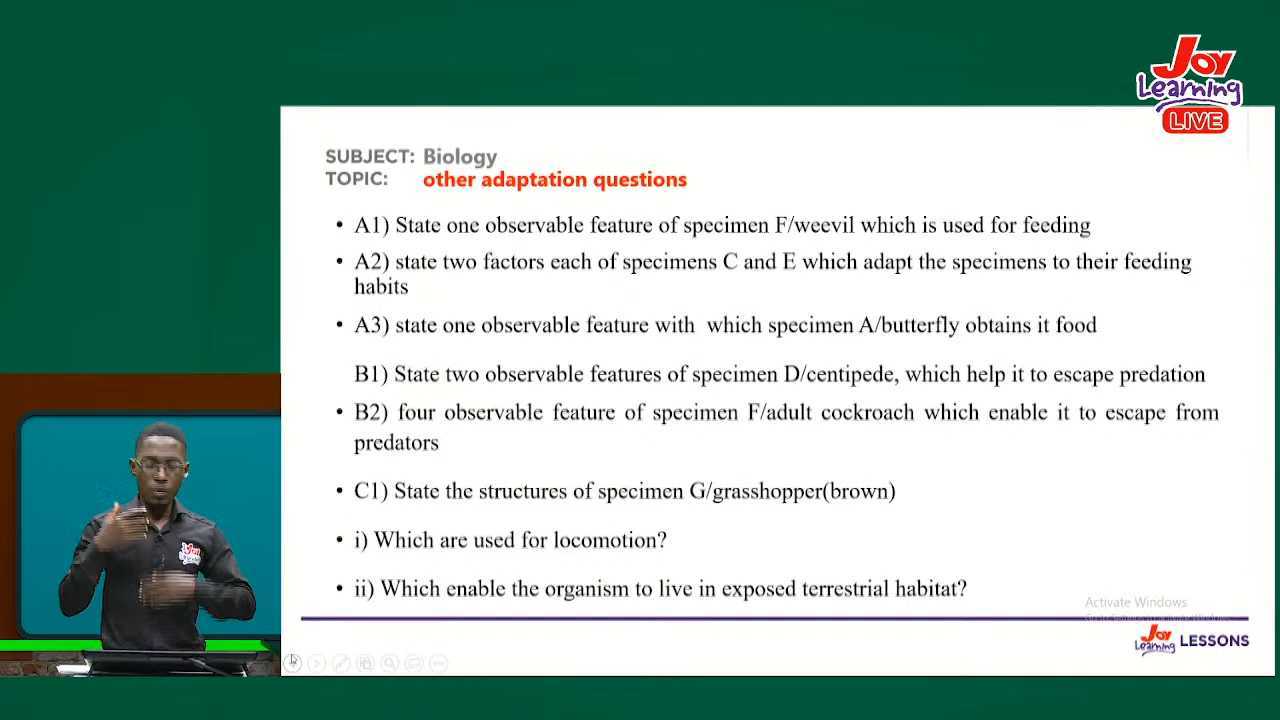 Joy
Learning
LIVE
SUBJECT: Biology
TOPIC: other adaptation questions
• A1) State one observable feature of specimen F/weevil which is used for feeding
• A2) state two factors each of specimens C and E which adapt the specimens to their feeding
habits
• A3) state one observable feature with which specimen A/butterfly obtains it food
B1) State two observable features of specimen D/centipede, which help it to escape predation
• B2) four observable feature of specimen F/adult cockroach which enable it to escape from
predators
• C1) State the structures of specimen G/grasshopper(brown)
• i) Which are used for locomotion?
• ii) Which enable the organism to live in exposed terrestrial habitat?
Activate Windows
Joy
Learning LESSONS